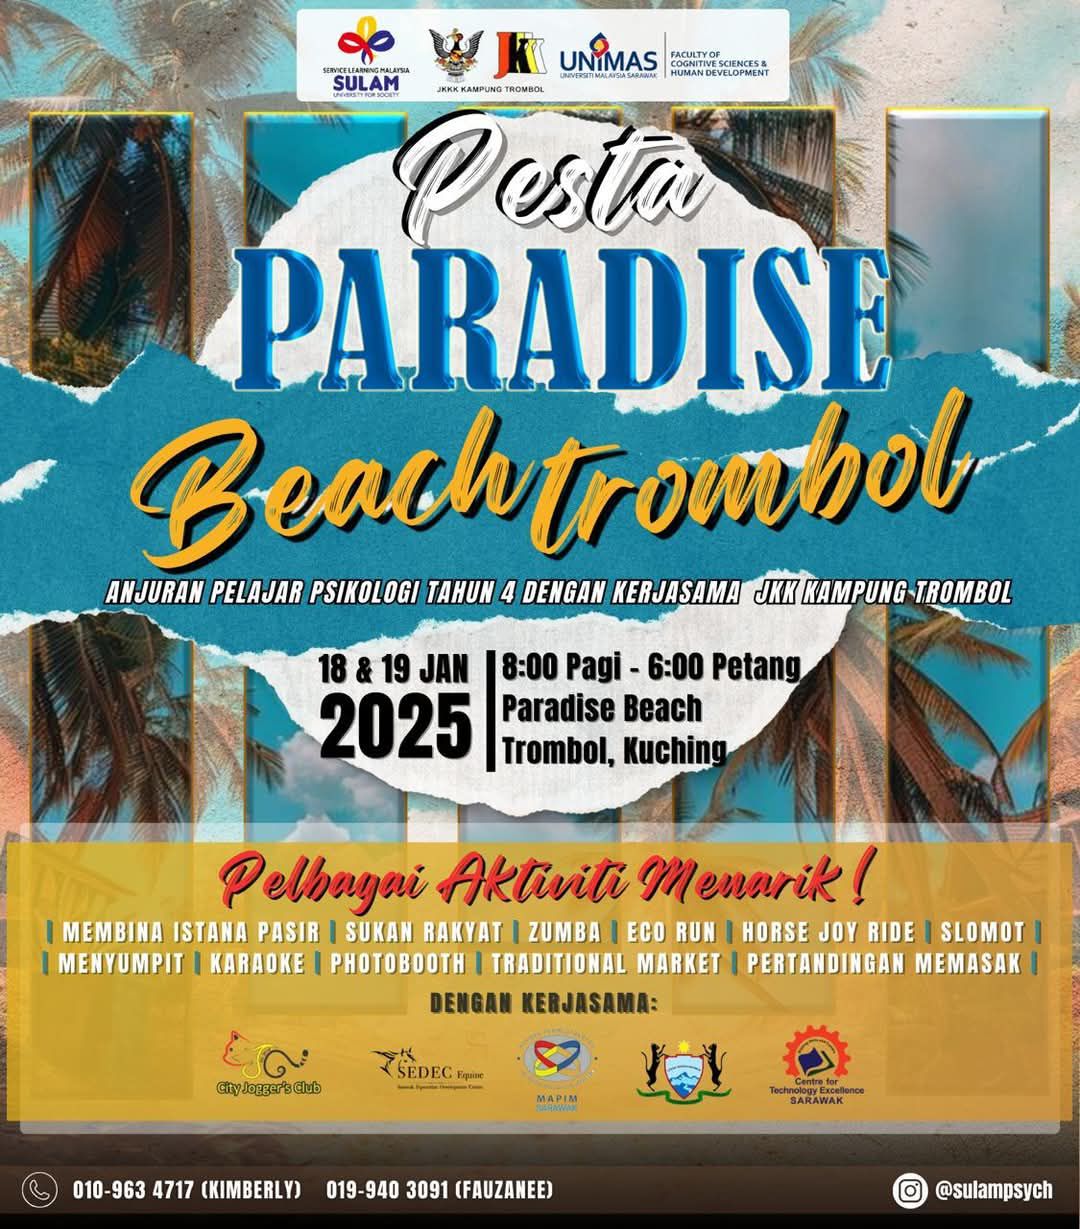 SERVICE LEARNING MALAYSIA
SULAM
UNIVERSITY FOR SOCIETY
JKKK KAMPUNG TROMBOL
UNIMAS
UNIVERSITI MALAYSIA SARAWAK
FACULTY OF
COGNITIVE SCIENCES &
HUMAN DEVELOPMENT
Pesta
PARADISE
Beach trombol
ANJURAN PELAJAR PSIKOLOGI TAHUN 4 DENGAN KERJASAMA JKK KAMPUNG TROMBOL
18 & 19 JAN
2025
8:00 Pagi - 6:00 Petang
Paradise Beach
Trombol, Kuching
Pelbagai Aktiviti Menarik!
| MEMBINA ISTANA PASIR | SUKAN RAKYAT | ZUMBA | ECO RUN | HORSE JOY RIDE | SLOMOT |
| MENYUMPIT | KARAOKE | PHOTOBOOTH | TRADITIONAL MARKET | PERTANDINGAN MEMASAK |
DENGAN KERJASAMA:
City Jogger's Club
SEDEC Equine
Sarawak Equestrian Development Centre
MAPIM
SARAWAK
Centre for
Technology Excellence
SARAWAK
010-963 4717 (KIMBERLY) 019-940 3091 (FAUZANEE)
@sulampsych